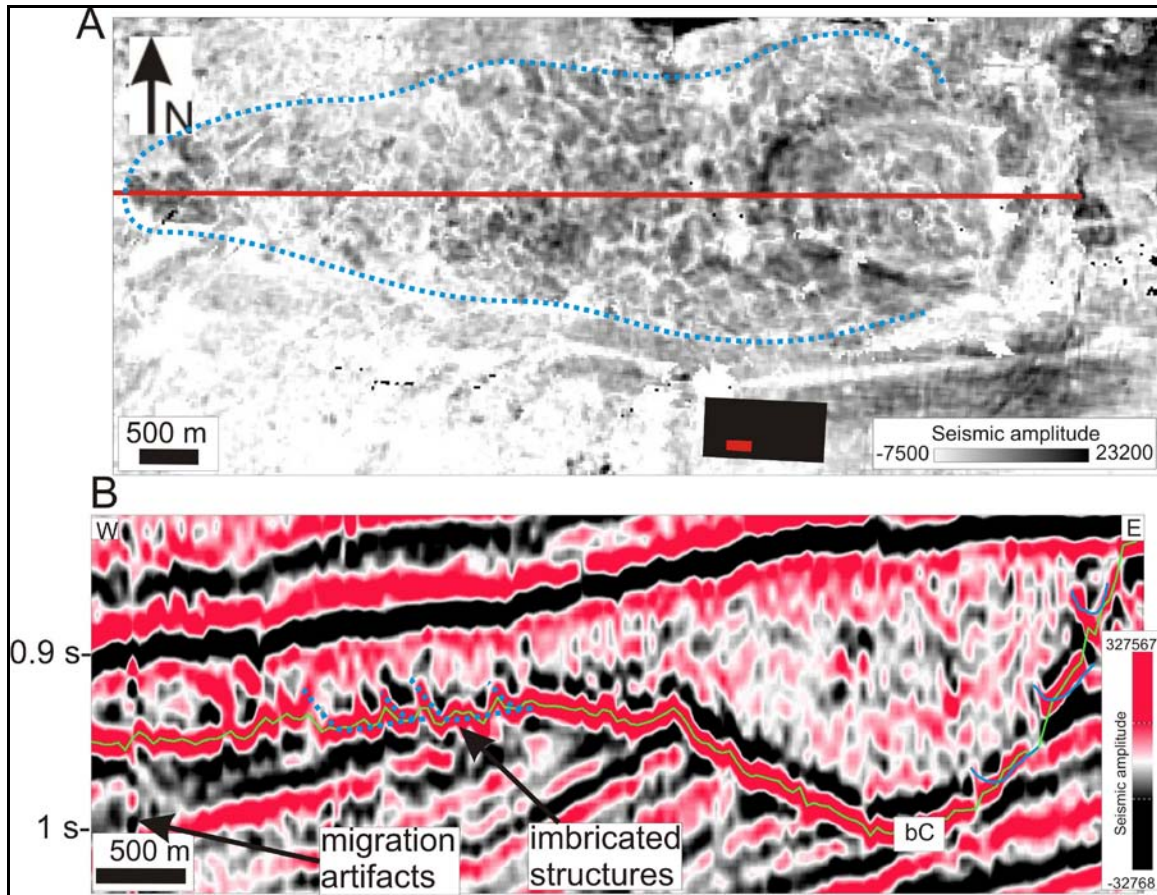 A
N
500 m
Seismic amplitude
-7500 23200
B
W
E
0.9 s-
327567
Seismic amplitude
-32768
1 s-
500 m
migration
artifacts
imbricated
structures
bC